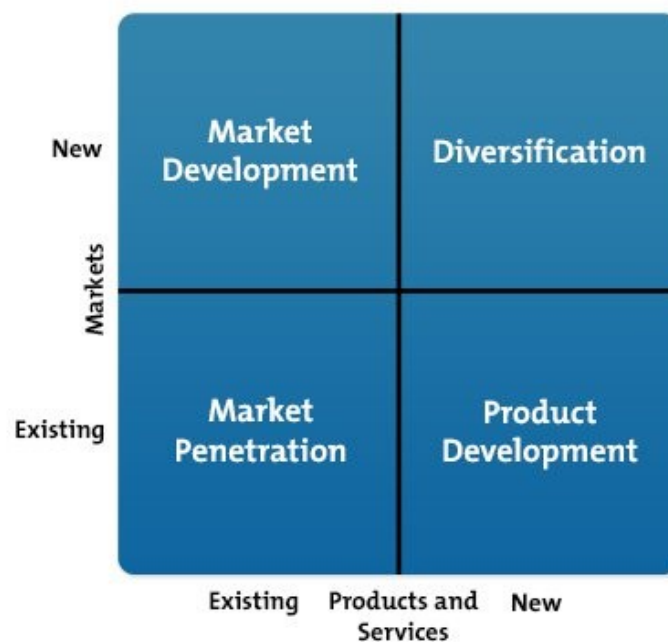 New
Market
Development
Diversification
Markets
Existing
Market
Penetration
Product
Development
Existing
Products and
Services
New